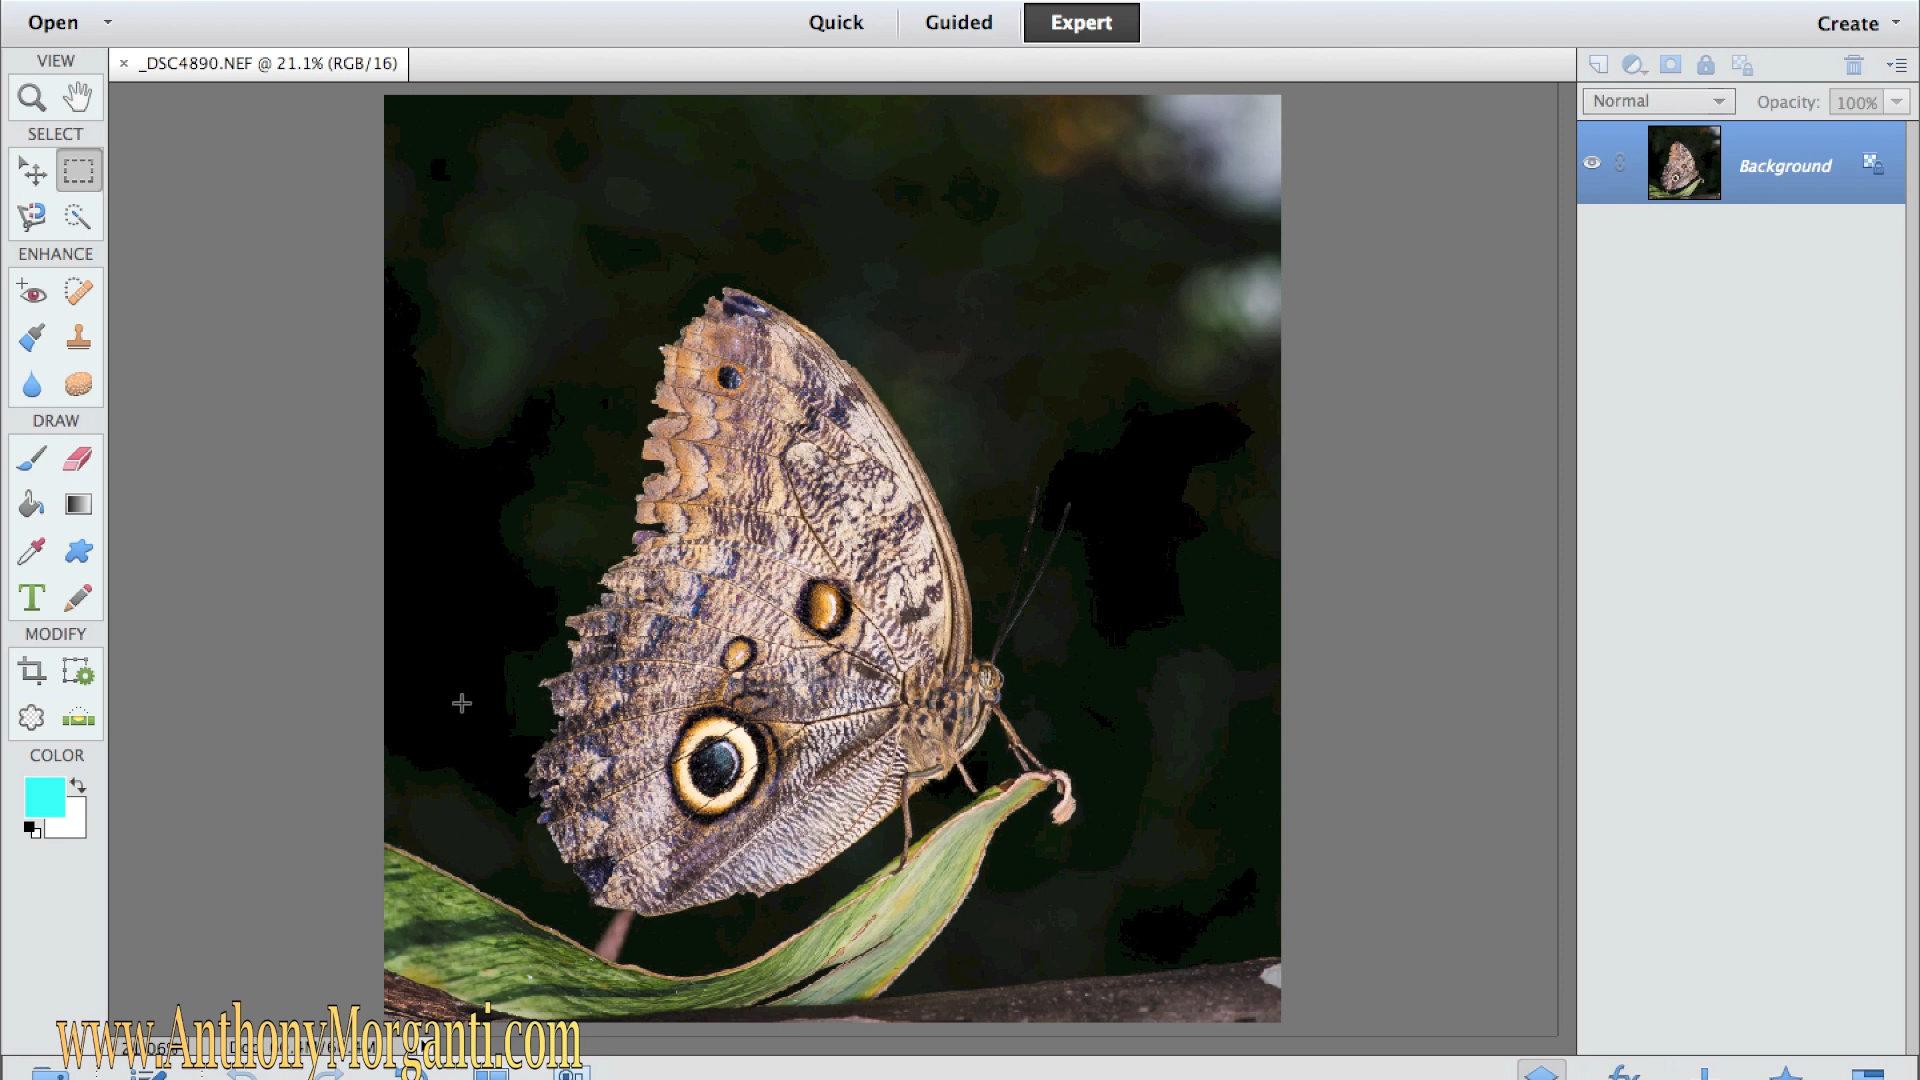 Open
Quick
Guided
Expert
Create
VIEW
× _DSC4890.NEF @ 21.1% (RGB/16)
Normal
Opacity: 100%
SELECT
Background
ENHANCE
DRAW
T
MODIFY
COLOR
www.AnthonyMorganti.com
fx